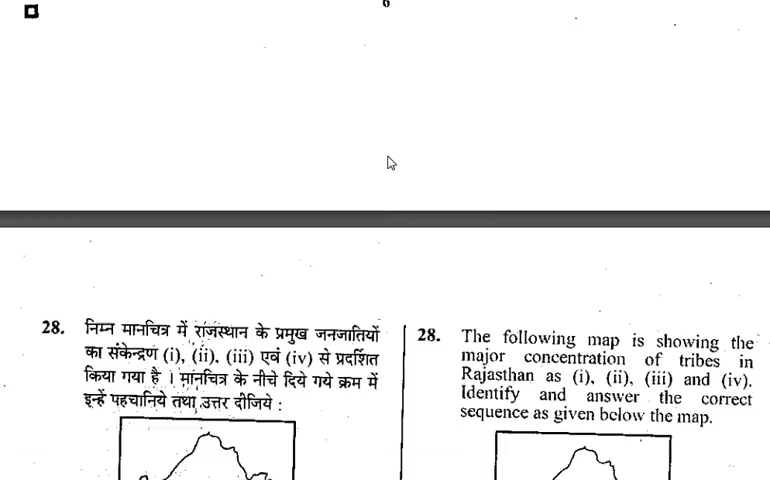 6
28. निम्न मानचित्र में राजस्थान के प्रमुख जनजातियों
का संकेन्द्रण (i), (ii), (iii) एवं (iv) से प्रदर्शित
किया गया है । मानचित्र के नीचे दिये गये क्रम में
इन्हें पहचानिये तथा उत्तर दीजिये :
28. The following map is showing the
major concentration of tribes in
Rajasthan as (i), (ii), (iii) and (iv).
Identify and answer the correct
sequence as given below the map.